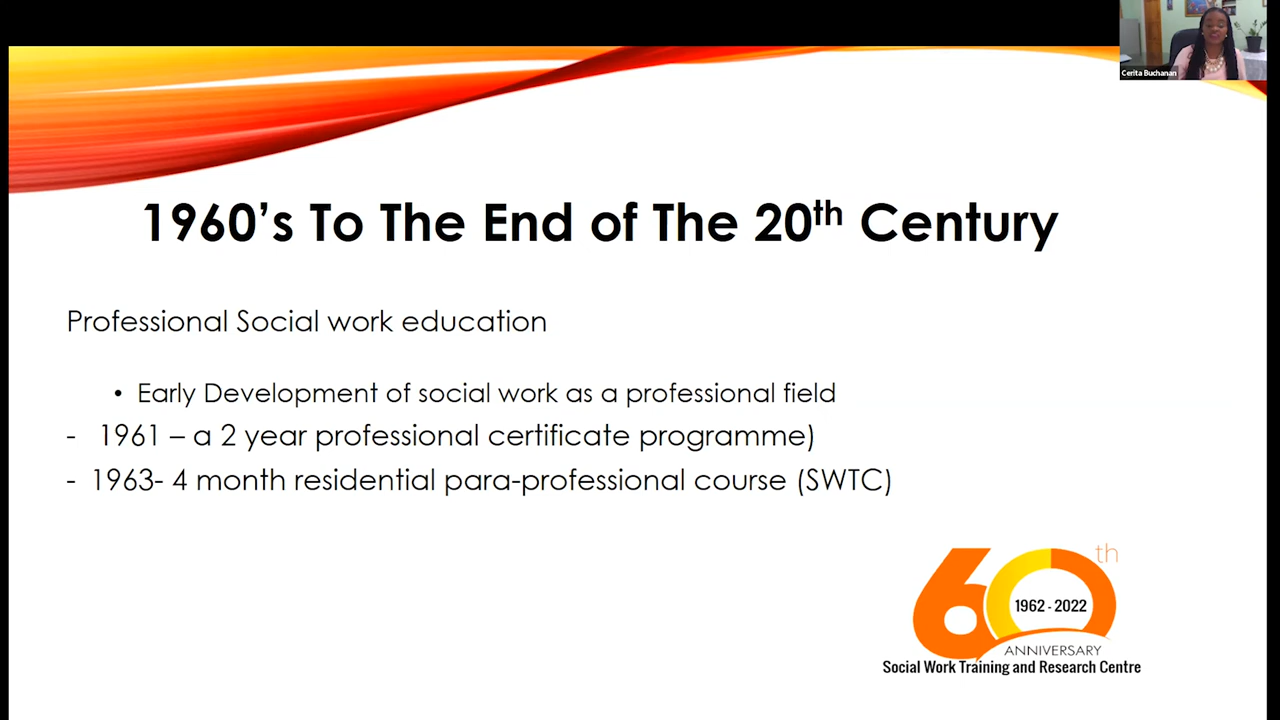 Cerita Buchanan
1960's To The End of The 20th Century
Professional Social work education
• Early Development of social work as a professional field
- 1961 – a 2 year professional certificate programme)
- 1963- 4 month residential para-professional course (SWTC)
60th
1962 - 2022
ANNIVERSARY
Social Work Training and Research Centre